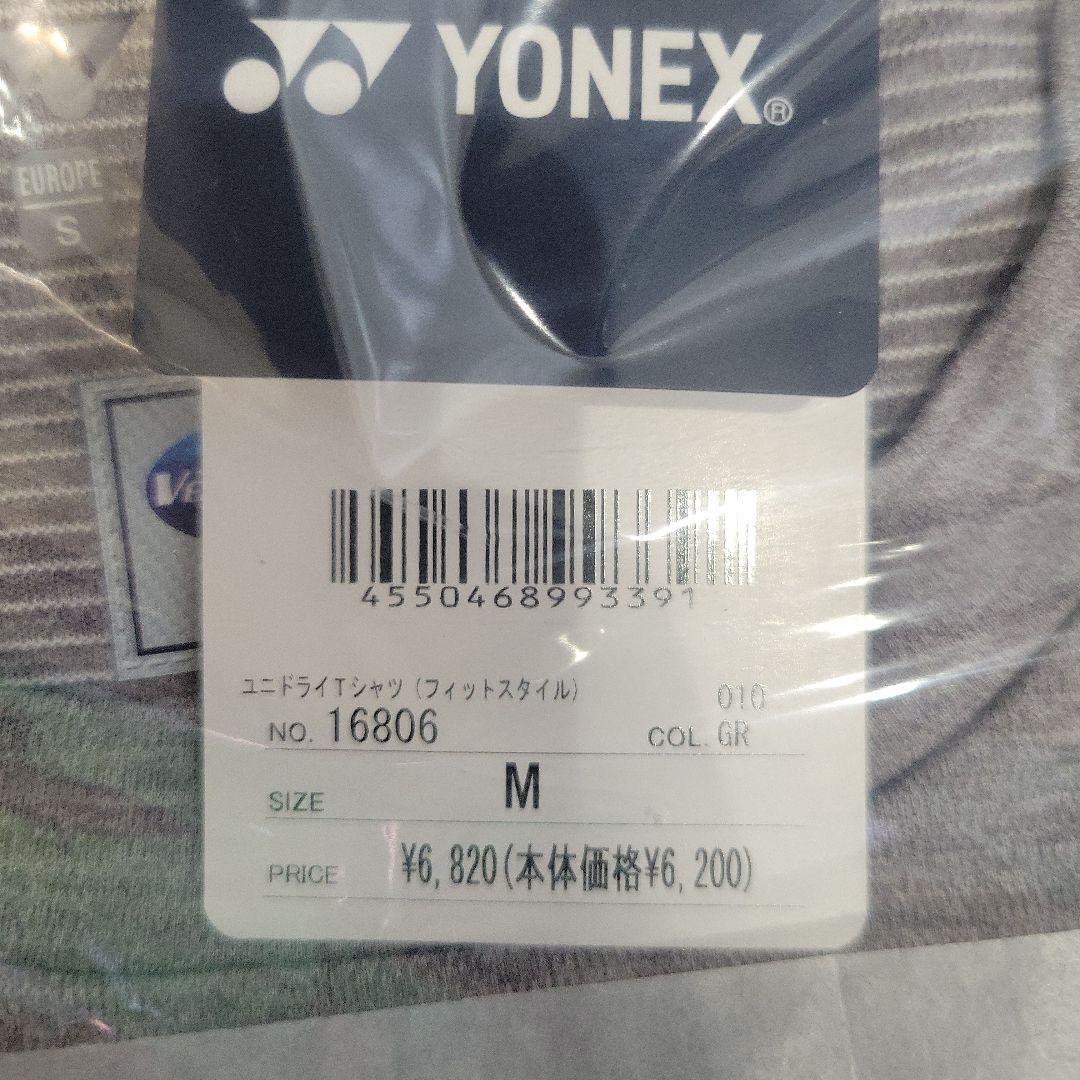 YONEX®
EUROPE
S
Ve
4550468993391
ユニドライTシャツ (フィットスタイル)
010
NO. 16806
COL. GR
SIZE M
PRICE ¥6,820(本体価格¥6,200)